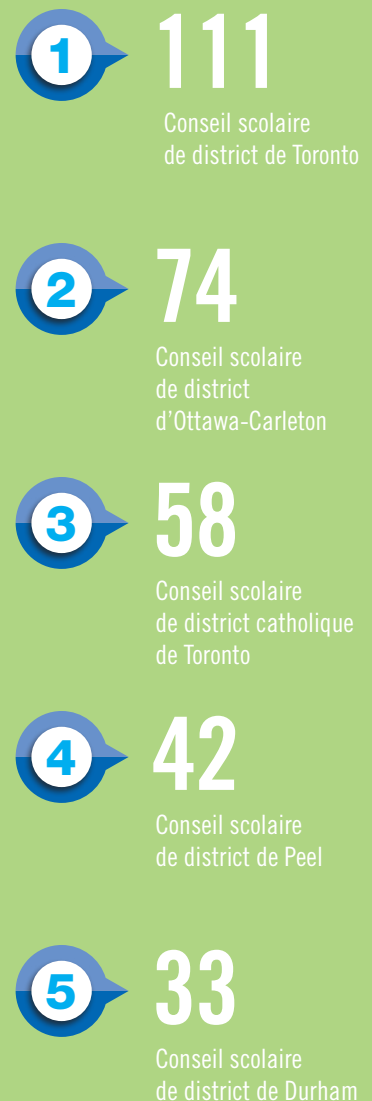 1
111
Conseil scolaire
de district de Toronto
2
74
Conseil scolaire
de district
d’Ottawa-Carleton
3
58
Conseil scolaire
de district catholique
de Toronto
4
42
Conseil scolaire
de district de Peel
5
33
Conseil scolaire
de district de Durham